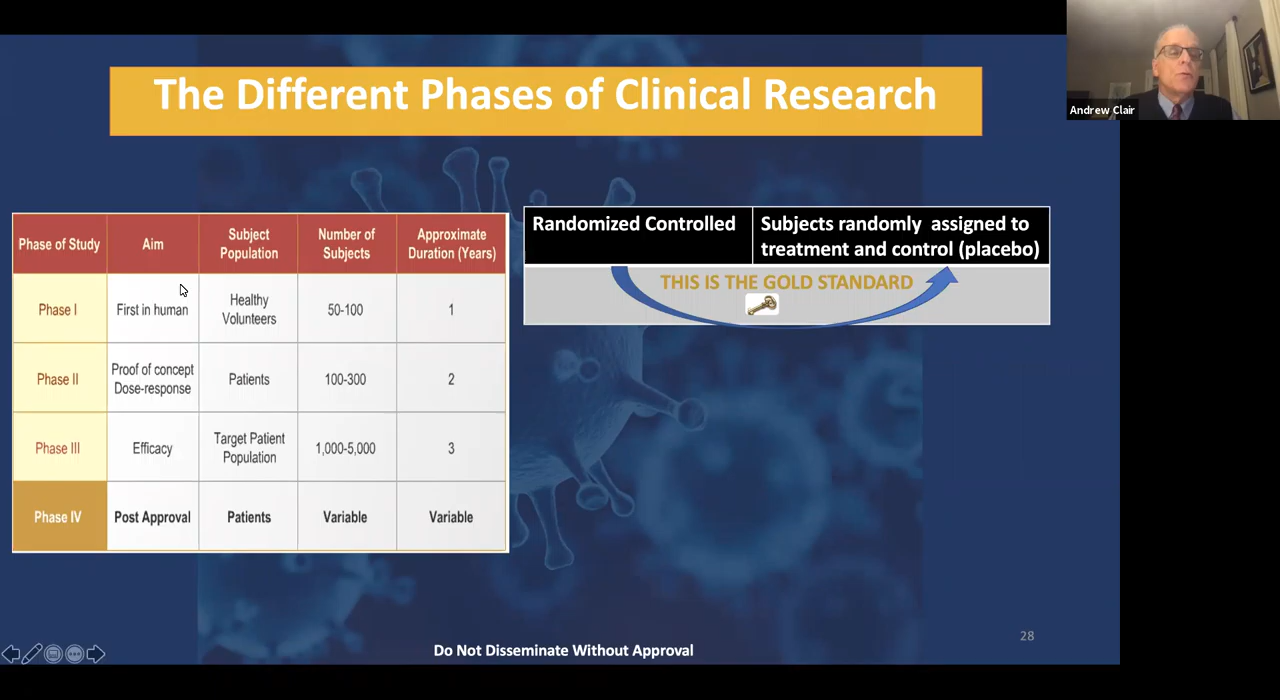 The Different Phases of Clinical Research
Andrew Clair
Phase of Study
Aim
Subject
Population
Number of
Subjects
Approximate
Duration (Years)
Phase I
First in human
Healthy
Volunteers
50-100
1
Phase II
Proof of concept
Dose-response
Patients
100-300
2
Phase III
Efficacy
Target Patient
Population
1,000-5,000
3
Phase IV
Post Approval
Patients
Variable
Variable
Randomized Controlled
Subjects randomly assigned to
treatment and control (placebo)
THIS IS THE GOLD STANDARD
28
Do Not Disseminate Without Approval